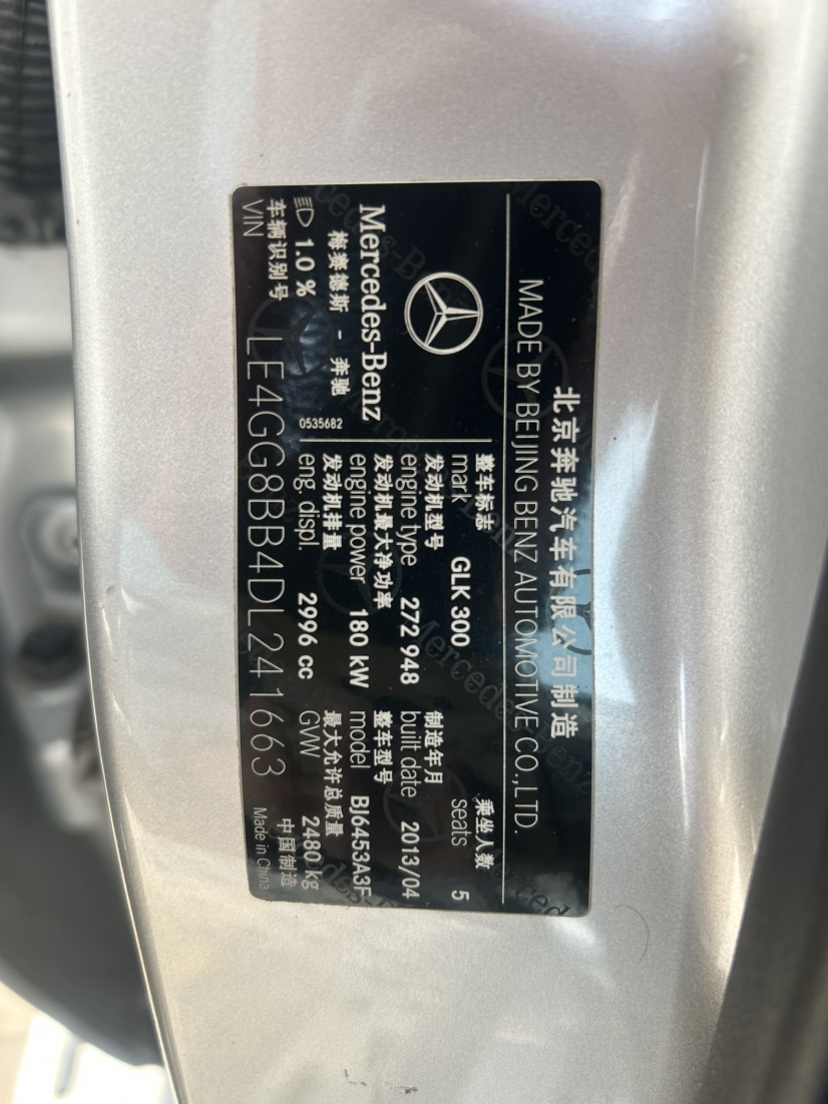 北京奔驰汽车有限公司制造
MADE BY BEIJING BENZ AUTOMOTIVE CO.,LTD.
Mercedes-Benz
梅赛德斯 - 奔驰
1.0 %
0535682
整车标志
mark GLK 300
乘坐人数
seats 5
发动机型号
engine type 272 948
制造年月
built date 2013/04
发动机最大净功率
engine power 180 kW
整车型号
model BJ6453A3F
发动机排量
eng. displ. 2996 cc
最大允许总质量
GVW 2480 kg
车辆识别号
VIN LE4GG8BB4DL241663
中国制造
Made in China